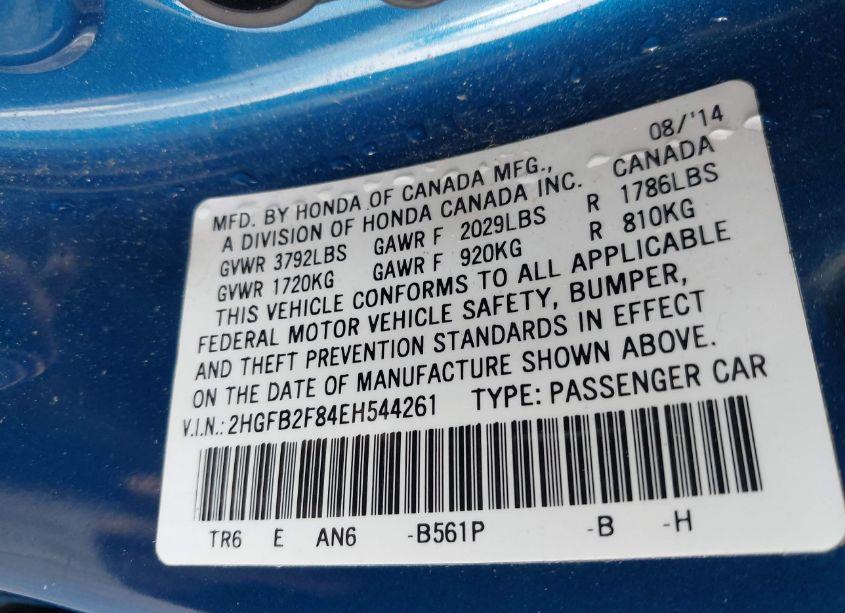 08/'14
MFD. BY HONDA OF CANADA MFG., CANADA
A DIVISION OF HONDA CANADA INC.
GVWR 3792LBS GAWR F 2029LBS R 1786LBS
GVWR 1720KG GAWR F 920KG R 810KG
THIS VEHICLE CONFORMS TO ALL APPLICABLE
FEDERAL MOTOR VEHICLE SAFETY, BUMPER,
AND THEFT PREVENTION STANDARDS IN EFFECT
ON THE DATE OF MANUFACTURE SHOWN ABOVE.
V.I.N.: 2HGFB2F84EH544261 TYPE: PASSENGER CAR
TR6 E AN6 -B561P -B -H